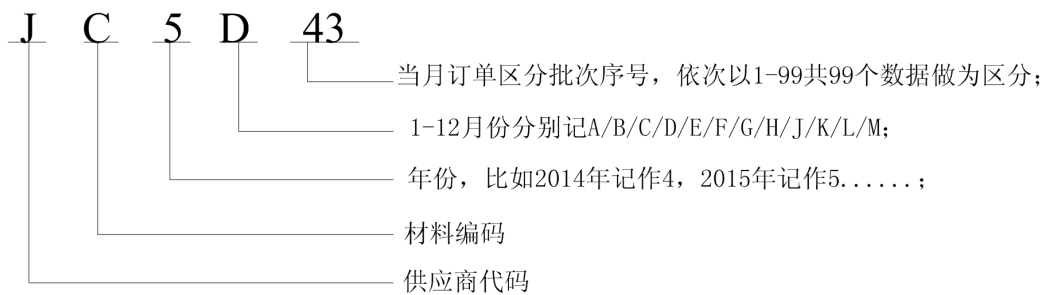 J C 5 D 43
当月订单区分批次序号，依次以1-99共99个数据做为区分；
1-12月份分别记A/B/C/D/E/F/G/H/J/K/L/M；
年份，比如2014年记作4，2015年记作5......；
材料编码
供应商代码